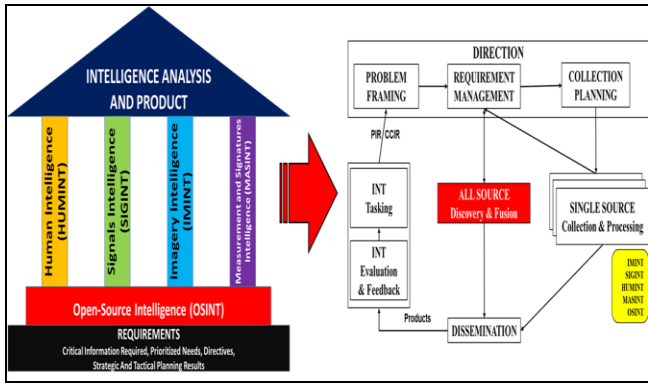 INTELLIGENCE ANALYSIS
AND PRODUCT
Human Intelligence
(HUMINT)
Signals Intelligence
(SIGINT)
Imagery Intelligence
(IMINT)
Measurement and Signatures
Intelligence (MASINT)
Open-Source Intelligence (OSINT)
REQUIREMENTS
Critical Information Required, Prioritized Needs, Directives,
Strategic And Tactical Planning Results
DIRECTION
PROBLEM
FRAMING
REQUIREMENT
MANAGEMENT
COLLECTION
PLANNING
PIR/CCIR
INT
Tasking
INT
Evaluation
& Feedback
ALL SOURCE
Discovery & Fusion
SINGLE SOURCE
Collection & Processing
IMINT
SIGINT
HUMINT
MASINT
OSINT
Products
DISSEMINATION